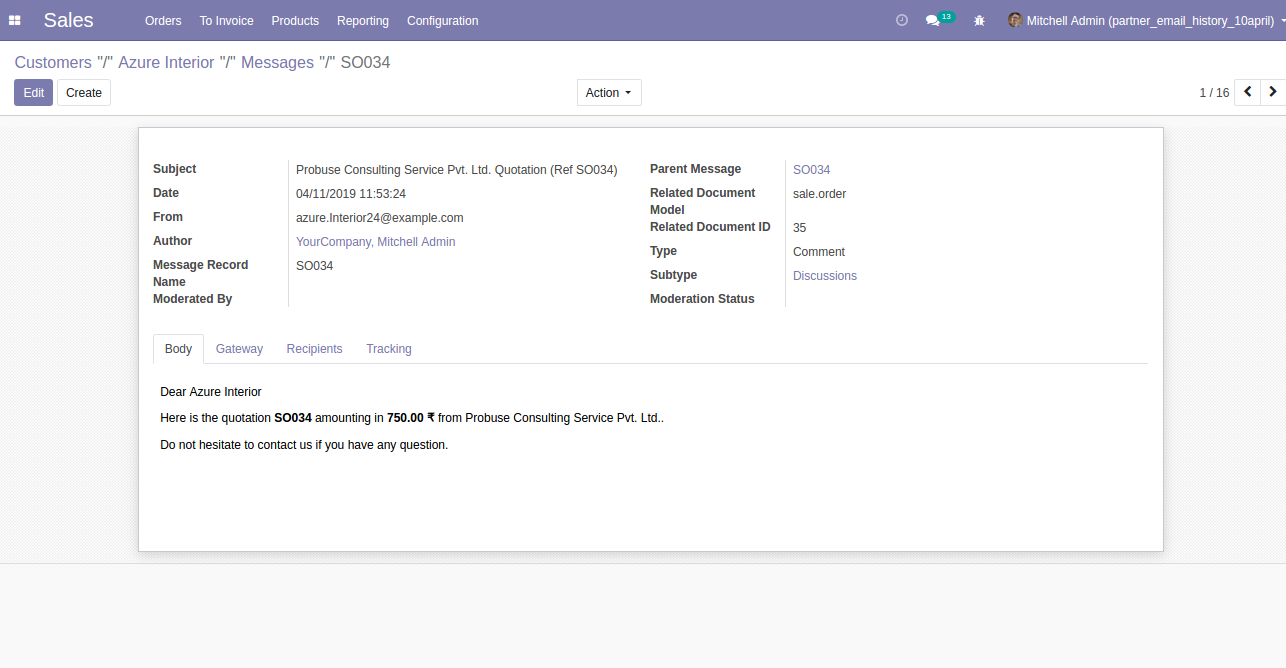 Sales Orders To Invoice Products Reporting Configuration 13 Mitchell Admin (partner_email_history_10april)
Customers "/" Azure Interior "/" Messages "/" SO034
Edit Create Action 1 / 16
Subject Probuse Consulting Service Pvt. Ltd. Quotation (Ref SO034)
Date 04/11/2019 11:53:24
From azure.Interior24@example.com
Author YourCompany, Mitchell Admin
Message Record Name SO034
Moderated By
Parent Message SO034
Related Document Model sale.order
Related Document ID 35
Type Comment
Subtype Discussions
Moderation Status
Body Gateway Recipients Tracking
Dear Azure Interior
Here is the quotation SO034 amounting in 750.00 ₹ from Probuse Consulting Service Pvt. Ltd..
Do not hesitate to contact us if you have any question.